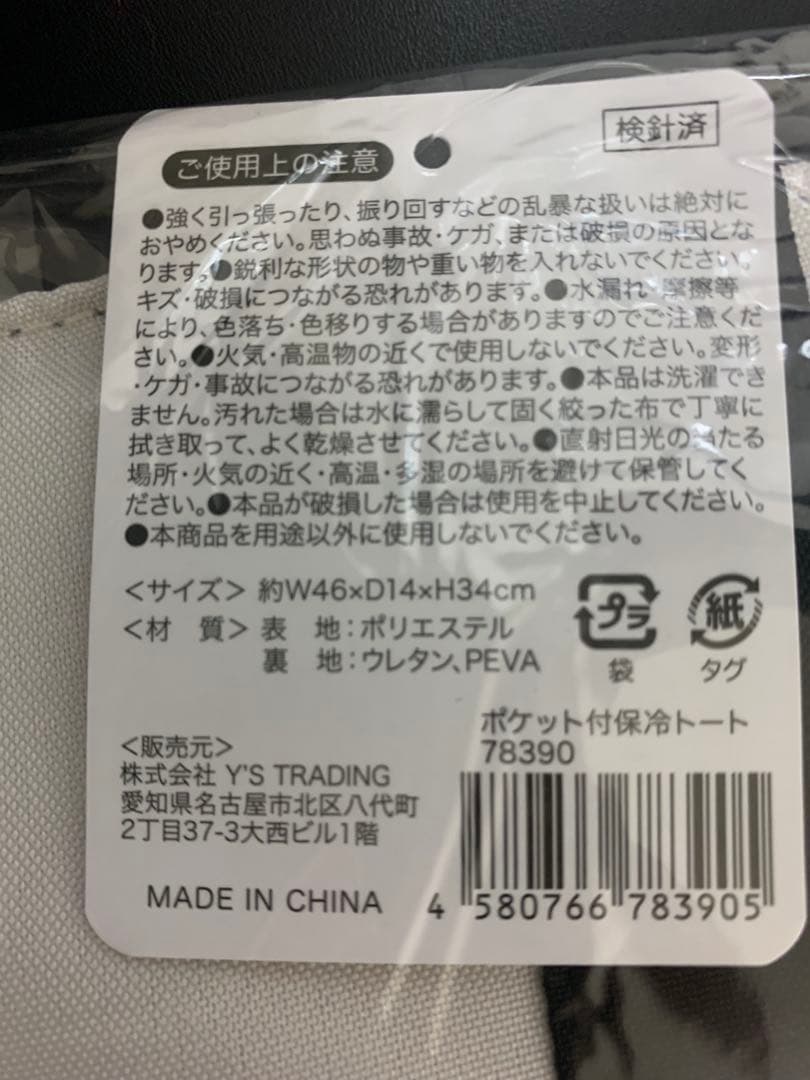 検針済
ご使用上の注意
●強く引っ張ったり、振り回すなどの乱暴な扱いは絶対に
おやめください。思わぬ事故・ケガ、または破損の原因とな
ります。●鋭利な形状の物や重い物を入れないでください。
キズ・破損につながる恐れがあります。●水漏れ・摩擦等
により、色落ち・色移りする場合がありますのでご注意くだ
さい。●火気・高温物の近くで使用しないでください。変形
・ケガ・事故につながる恐れがあります。●本品は洗濯でき
ません。汚れた場合は水に濡らして固く絞った布で丁寧に
拭き取って、よく乾燥させてください。●直射日光の当たる
場所・火気の近く・高温・多湿の場所を避けて保管してく
ださい。●本品が破損した場合は使用を中止してください。
●本商品を用途以外に使用しないでください。
＜サイズ＞ 約W46×D14×H34cm
＜材　質＞ 表　地：ポリエステル
裏　地：ウレタン、PEVA
プラ
袋
紙
タグ
＜販売元＞
株式会社 Y'S TRADING
愛知県名古屋市北区八代町
2丁目37-3大西ビル1階
MADE IN CHINA
ポケット付保冷トート
78390
4 580766 783905